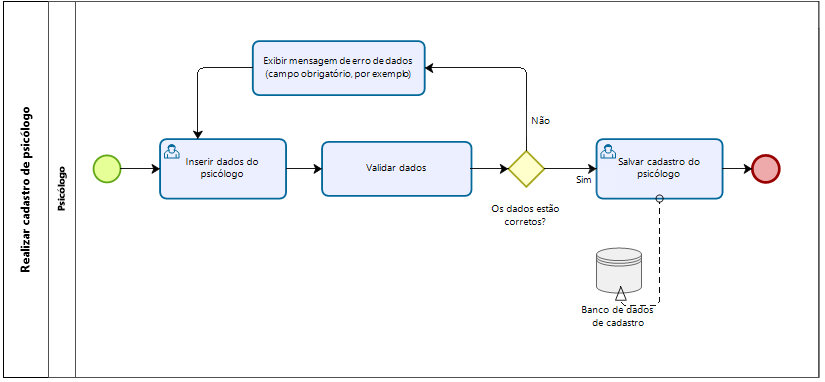 Realizar cadastro de psicólogo
Psicólogo
Exibir mensagem de erro de dados
(campo obrigatório, por exemplo)
Inserir dados do
psicólogo
Validar dados
Não
Sim
Os dados estão
corretos?
Salvar cadastro do
psicólogo
Banco de dados
de cadastro